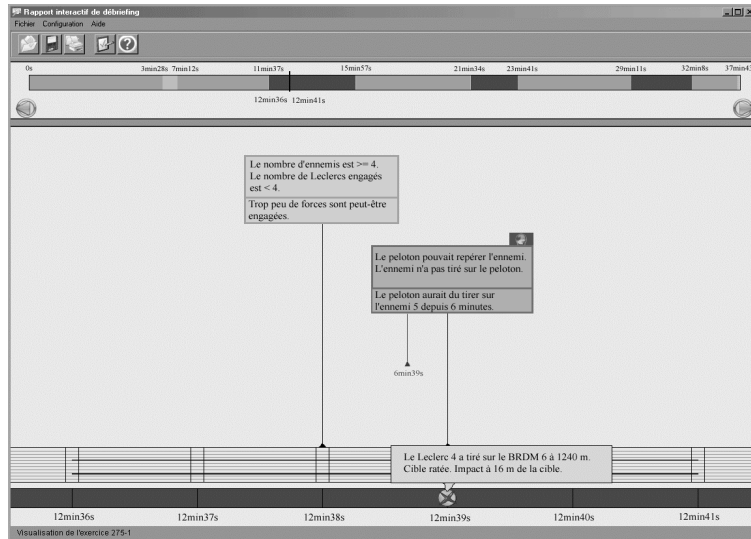 Rapport interactif de débriefing
Fichier Configuration Aide
0s 3min28s 7min12s 11min37s 15min57s 21min34s 23min41s 29min11s 32min8s 37min43
12min36s 12min41s
Le nombre d'ennemis est >= 4.
Le nombre de Leclercs engagés
est < 4.
Trop peu de forces sont peut-être
engagées.
Le peloton pouvait repérer l'ennemi.
L'ennemi n'a pas tiré sur le peloton.
Le peloton aurait du tirer sur
l'ennemi 5 depuis 6 minutes.
6min39s
Le Leclerc 4 a tiré sur le BRDM 6 à 1240 m.
Cible ratée. Impact à 16 m de la cible.
12min36s 12min37s 12min38s 12min39s 12min40s 12min41s
Visualisation de l'exercice 275-1